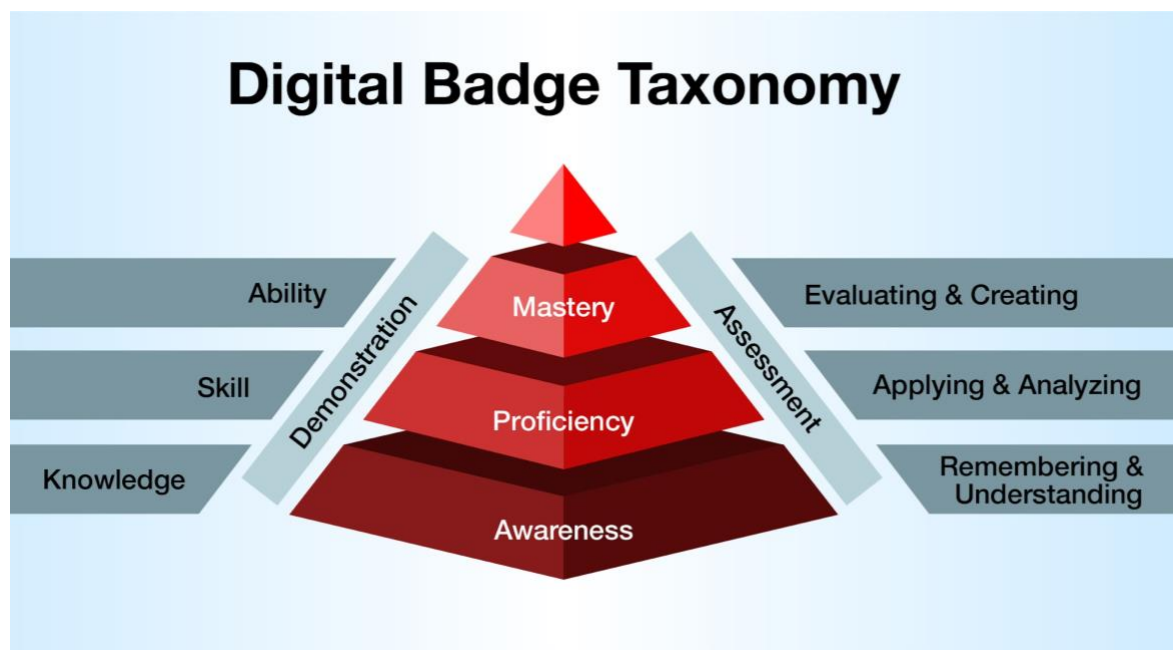 Digital Badge Taxonomy
Ability
Skill
Knowledge
Demonstration
Mastery
Proficiency
Awareness
Assessment
Evaluating & Creating
Applying & Analyzing
Remembering &
Understanding